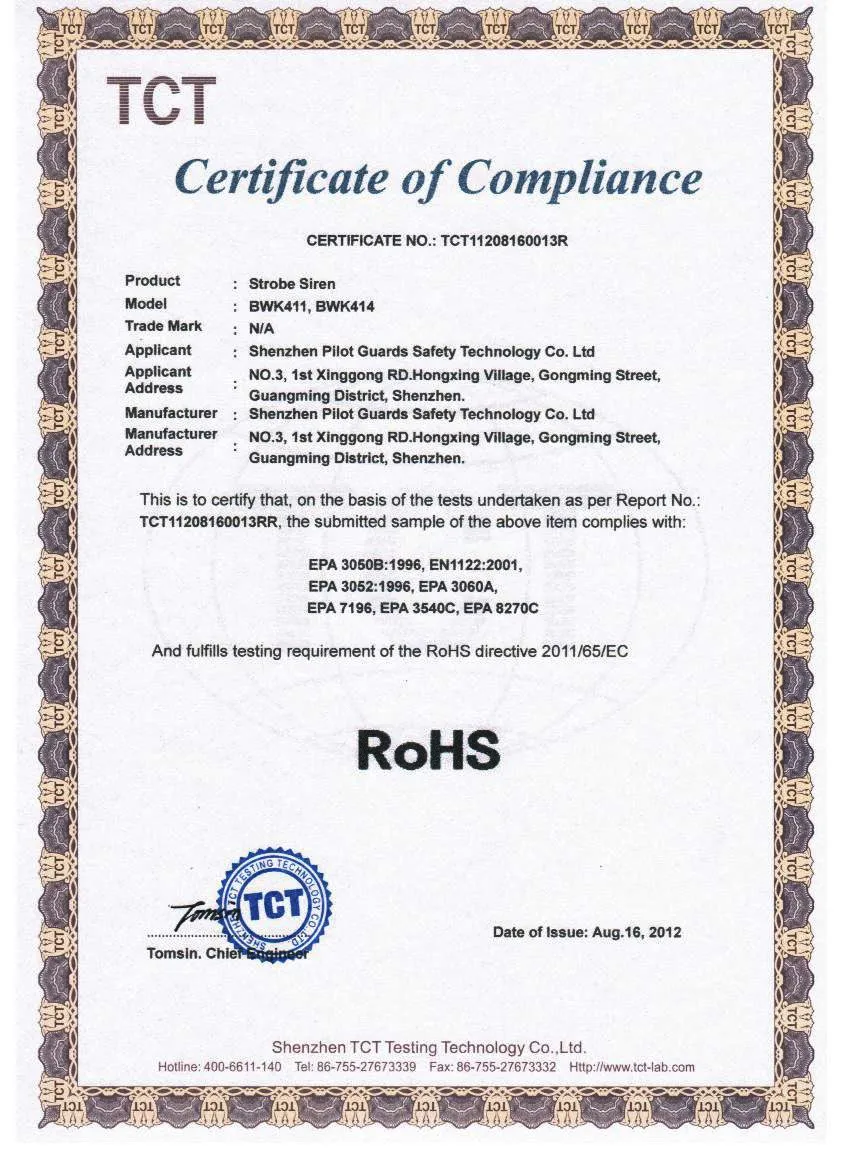 TCT
Certificate of Compliance
CERTIFICATE NO.: TCT11208160013R
Product : Strobe Siren
Model : BWK411, BWK414
Trade Mark : N/A
Applicant : Shenzhen Pilot Guards Safety Technology Co. Ltd
Applicant Address : NO.3, 1st Xinggong RD.Hongxing Village, Gongming Street,
Guangming District, Shenzhen.
Manufacturer : Shenzhen Pilot Guards Safety Technology Co. Ltd
Manufacturer Address : NO.3, 1st Xinggong RD.Hongxing Village, Gongming Street,
Guangming District, Shenzhen.
This is to certify that, on the basis of the tests undertaken as per Report No.:
TCT11208160013RR, the submitted sample of the above item complies with:
EPA 3050B:1996, EN1122:2001,
EPA 3052:1996, EPA 3060A,
EPA 7196, EPA 3540C, EPA 8270C
And fulfills testing requirement of the RoHS directive 2011/65/EC
RoHS
SHENZHEN TCT TESTING TECHNOLOGY CO.,LTD
TCT
Tomsin
Tomsin. Chief Engineer
Date of Issue: Aug.16, 2012
Shenzhen TCT Testing Technology Co.,Ltd.
Hotline: 400-6611-140 Tel: 86-755-27673339 Fax: 86-755-27673332 Http://www.tct-lab.com